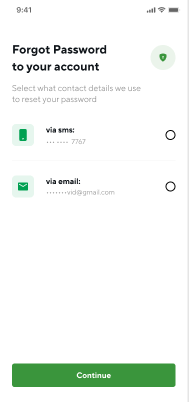 9:41
Forgot Password
to your account
Select what contact details we use
to reset your password
via sms:
··· ···· 7767
via email:
·······vid@gmail.com
Continue